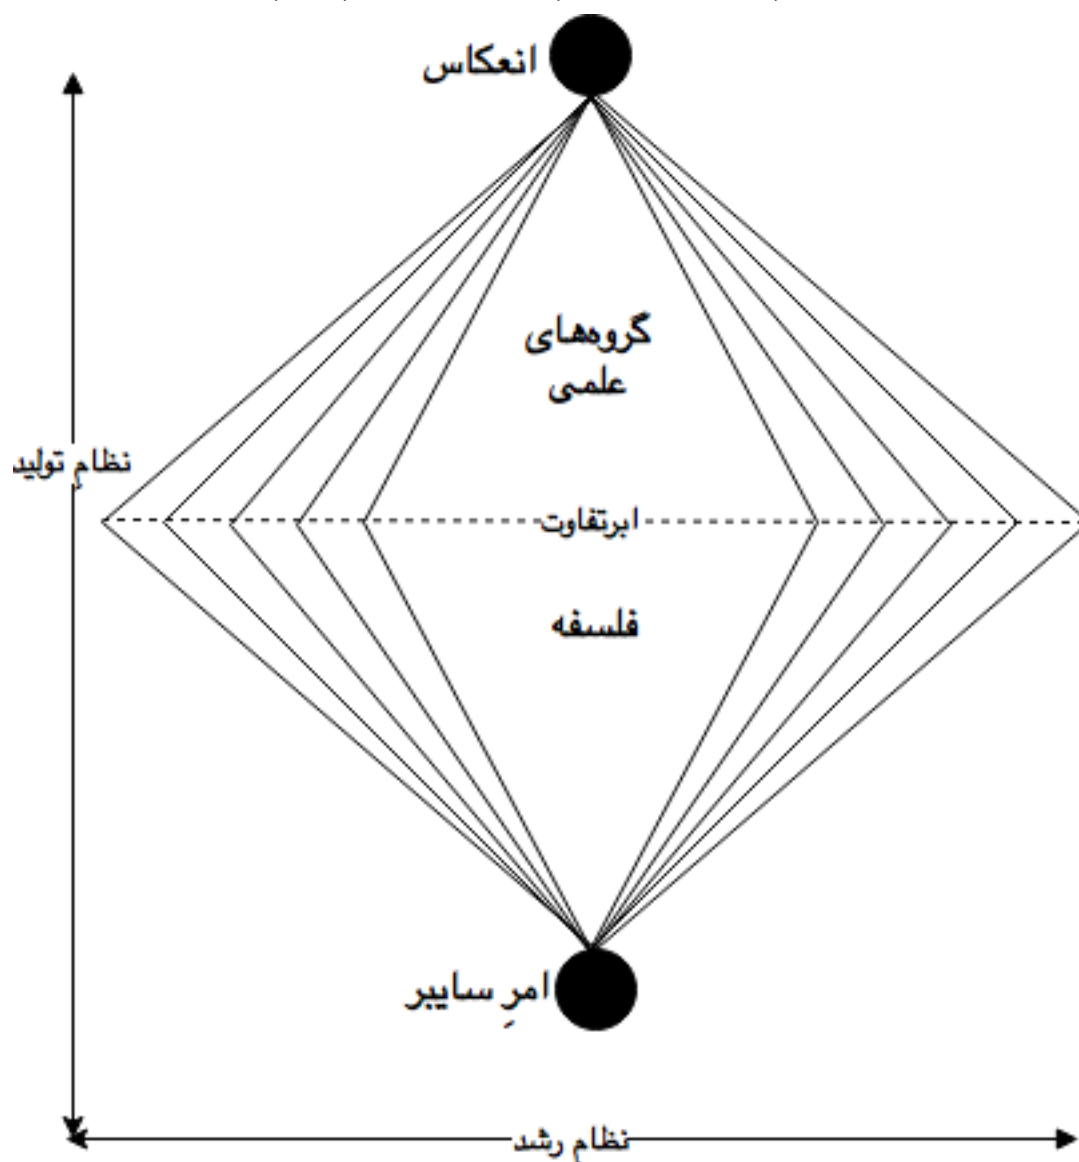 انعکاس
گروه‌های
علمی
نظامِ تولید
ابرتفاوت
فلسفه
امرِ سایبر
نظامِ رشد